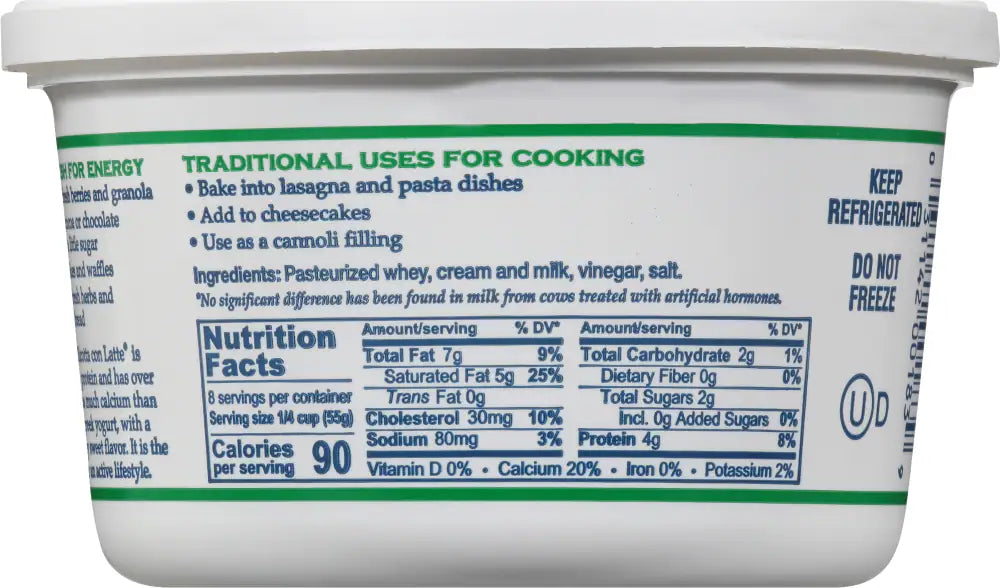 FOR ENERGY
berries and granola
or chocolate
sugar
and waffles
herbs and
con Latte® is
and has over
much calcium than
yogurt, with a
sweet flavor. It is the
active lifestyle.
TRADITIONAL USES FOR COOKING
• Bake into lasagna and pasta dishes
• Add to cheesecakes
• Use as a cannoli filling
Ingredients: Pasteurized whey, cream and milk, vinegar, salt.
*No significant difference has been found in milk from cows treated with artificial hormones.
Nutrition
Facts
8 servings per container
Serving size 1/4 cup (55g)
Calories
per serving 90
Amount/serving % DV*
Total Fat 7g 9%
Saturated Fat 5g 25%
Trans Fat 0g
Cholesterol 30mg 10%
Sodium 80mg 3%
Amount/serving % DV*
Total Carbohydrate 2g 1%
Dietary Fiber 0g 0%
Total Sugars 2g
Incl. 0g Added Sugars 0%
Protein 4g 8%
Vitamin D 0% • Calcium 20% • Iron 0% • Potassium 2%
KEEP
REFRIGERATED
DO NOT
FREEZE
UD